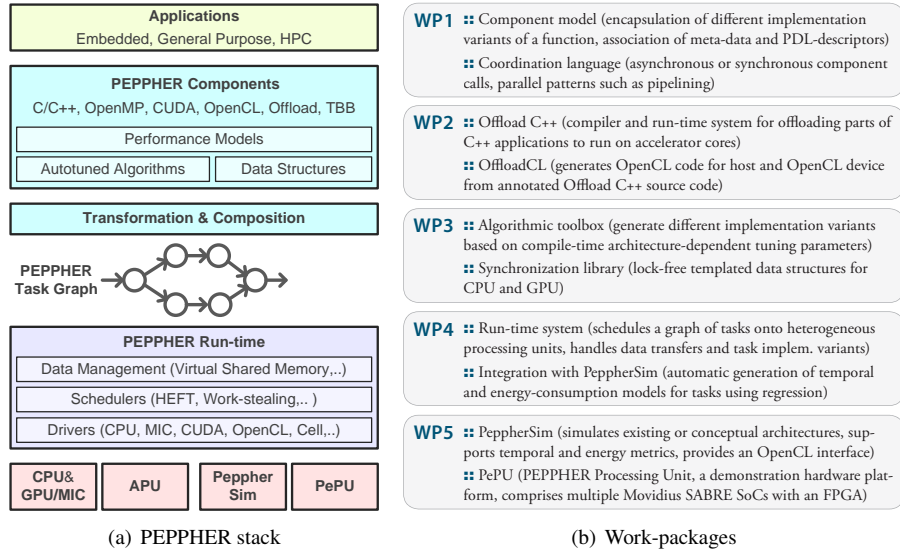 Applications
Embedded, General Purpose, HPC
PEPPHER Components
C/C++, OpenMP, CUDA, OpenCL, Offload, TBB
Performance Models
Autotuned Algorithms
Data Structures
Transformation & Composition
PEPPHER
Task Graph
PEPPHER Run-time
Data Management (Virtual Shared Memory,..)
Schedulers (HEFT, Work-stealing,.. )
Drivers (CPU, MIC, CUDA, OpenCL, Cell,..)
CPU&
GPU/MIC
APU
Peppher
Sim
PePU
(a) PEPPHER stack
WP1 :: Component model (encapsulation of different implementation
variants of a function, association of meta-data and PDL-descriptors)
:: Coordination language (asynchronous or synchronous component
calls, parallel patterns such as pipelining)
WP2 :: Offload C++ (compiler and run-time system for offloading parts of
C++ applications to run on accelerator cores)
:: OffloadCL (generates OpenCL code for host and OpenCL device
from annotated Offload C++ source code)
WP3 :: Algorithmic toolbox (generate different implementation variants
based on compile-time architecture-dependent tuning parameters)
:: Synchronization library (lock-free templated data structures for
CPU and GPU)
WP4 :: Run-time system (schedules a graph of tasks onto heterogeneous
processing units, handles data transfers and task implem. variants)
:: Integration with PeppherSim (automatic generation of temporal
and energy-consumption models for tasks using regression)
WP5 :: PeppherSim (simulates existing or conceptual architectures, sup-
ports temporal and energy metrics, provides an OpenCL interface)
:: PePU (PEPPHER Processing Unit, a demonstration hardware plat-
form, comprises multiple Movidius SABRE SoCs with an FPGA)
(b) Work-packages